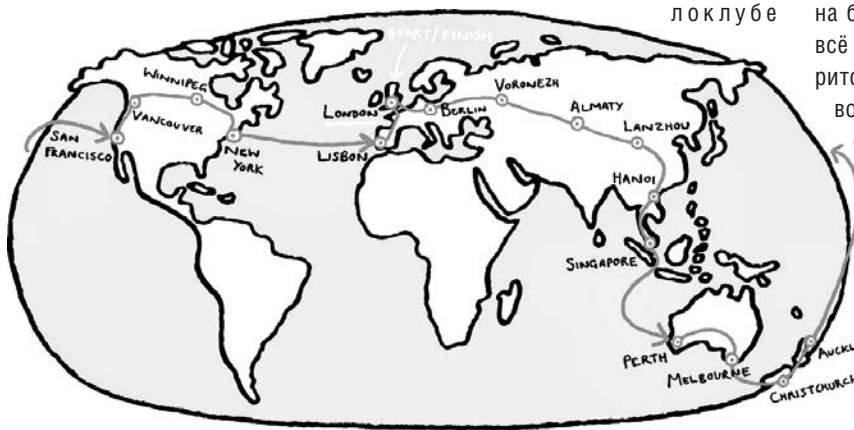 локлубе
на б
всё
рито
во
START/FINISH
WINNIPEG
VANCOUVER
SAN
FRANCISCO
NEW
YORK
LONDON
LISBON
BERLIN
VORONEZH
ALMATY
LANZHOU
HANOI
SINGAPORE
PERTH
MELBOURNE
CHRISTCHURCH
AUCKL